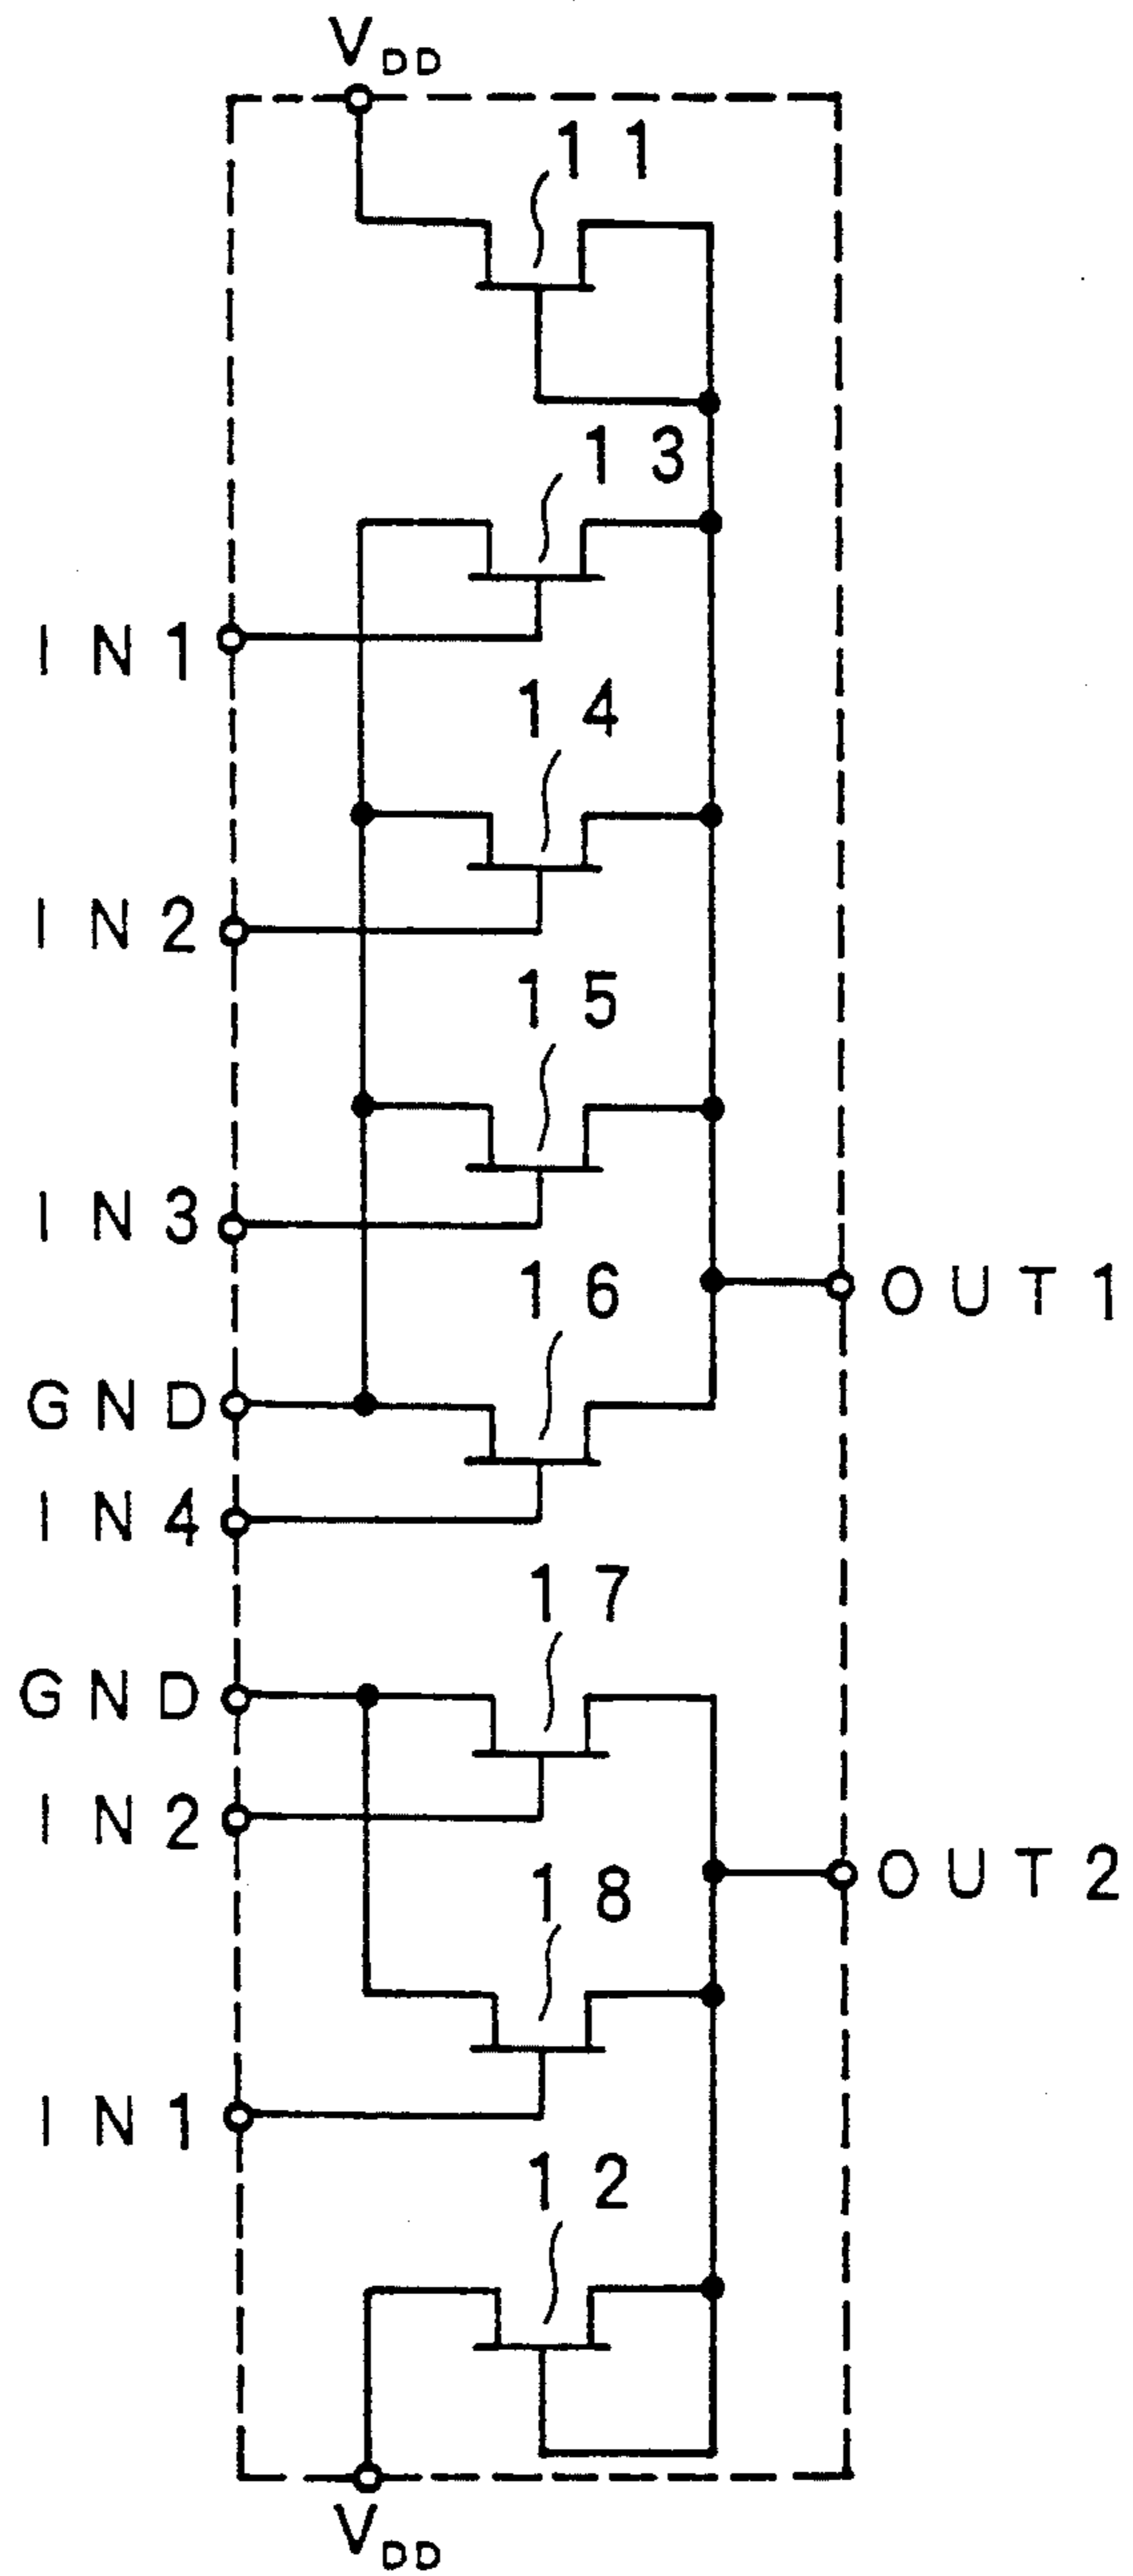 VDD
11
13
IN1
14
IN2
15
IN3
16
OUT1
GND
IN4
17
GND
IN2
18
OUT2
IN1
12
VDD